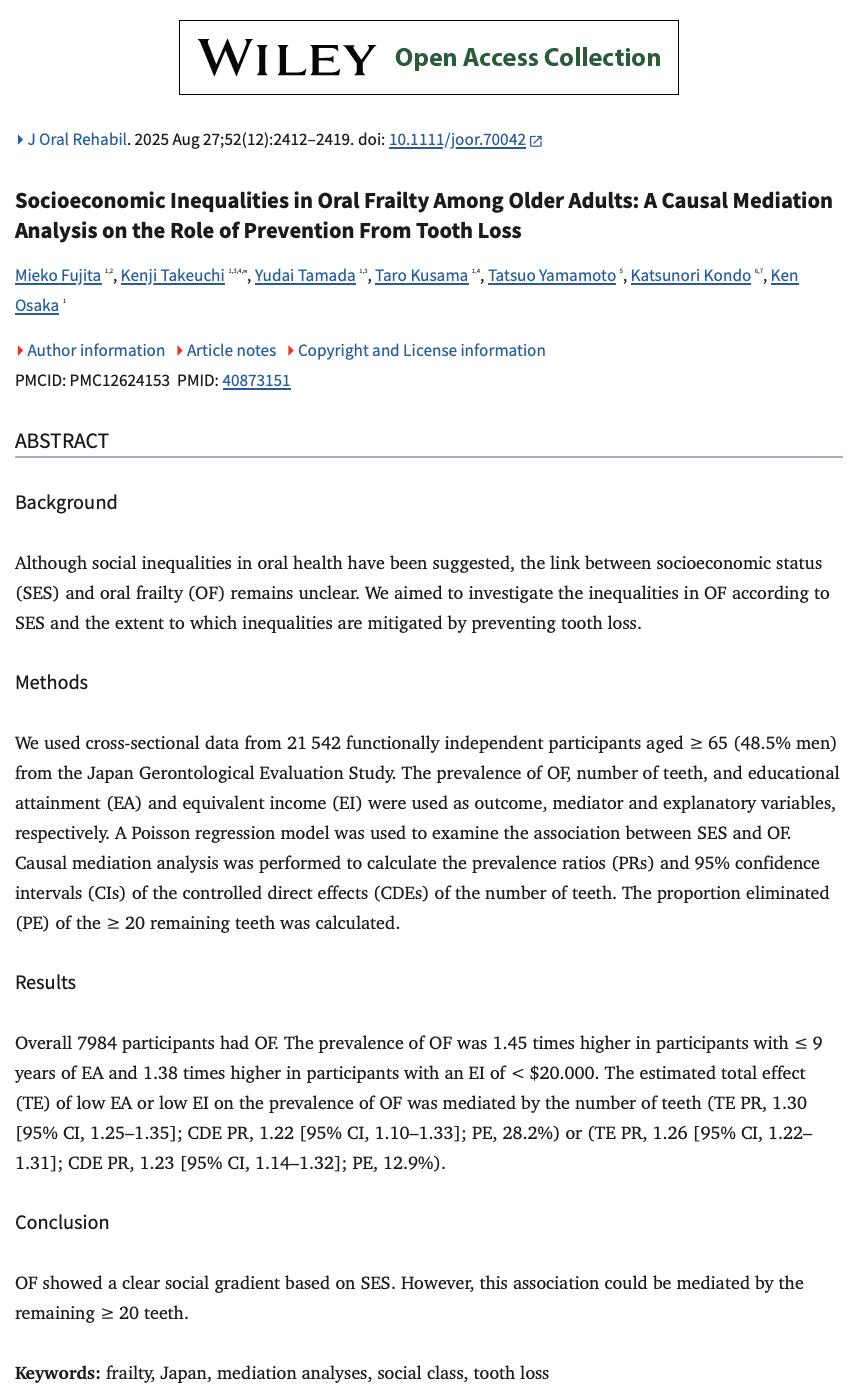 WILEY Open Access Collection
J Oral Rehabil. 2025 Aug 27;52(12):2412–2419. doi: 10.1111/joor.70042
Socioeconomic Inequalities in Oral Frailty Among Older Adults: A Causal Mediation
Analysis on the Role of Prevention From Tooth Loss
Mieko Fujita 1,2, Kenji Takeuchi 1,3,4,✉, Yudai Tamada 1,3, Taro Kusama 1,4, Tatsuo Yamamoto 5, Katsunori Kondo 6,7, Ken
Osaka 1
Author information Article notes Copyright and License information
PMCID: PMC12624153 PMID: 40873151
ABSTRACT
Background
Although social inequalities in oral health have been suggested, the link between socioeconomic status
(SES) and oral frailty (OF) remains unclear. We aimed to investigate the inequalities in OF according to
SES and the extent to which inequalities are mitigated by preventing tooth loss.
Methods
We used cross-sectional data from 21 542 functionally independent participants aged ≥ 65 (48.5% men)
from the Japan Gerontological Evaluation Study. The prevalence of OF, number of teeth, and educational
attainment (EA) and equivalent income (EI) were used as outcome, mediator and explanatory variables,
respectively. A Poisson regression model was used to examine the association between SES and OF.
Causal mediation analysis was performed to calculate the prevalence ratios (PRs) and 95% confidence
intervals (CIs) of the controlled direct effects (CDEs) of the number of teeth. The proportion eliminated
(PE) of the ≥ 20 remaining teeth was calculated.
Results
Overall 7984 participants had OF. The prevalence of OF was 1.45 times higher in participants with ≤ 9
years of EA and 1.38 times higher in participants with an EI of < $20.000. The estimated total effect
(TE) of low EA or low EI on the prevalence of OF was mediated by the number of teeth (TE PR, 1.30
[95% CI, 1.25–1.35]; CDE PR, 1.22 [95% CI, 1.10–1.33]; PE, 28.2%) or (TE PR, 1.26 [95% CI, 1.22–
1.31]; CDE PR, 1.23 [95% CI, 1.14–1.32]; PE, 12.9%).
Conclusion
OF showed a clear social gradient based on SES. However, this association could be mediated by the
remaining ≥ 20 teeth.
Keywords: frailty, Japan, mediation analyses, social class, tooth loss